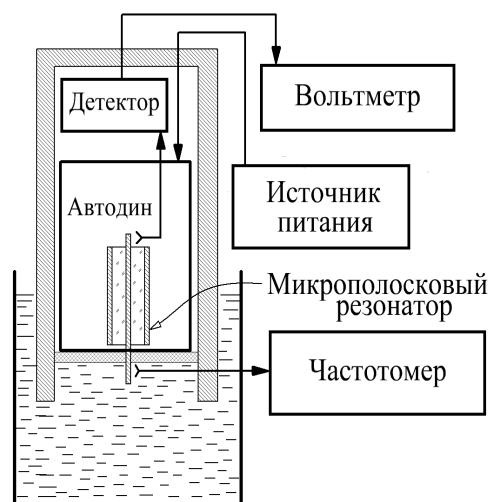 Детектор
Вольтметр
Автодин
Источник
питания
Микрополосковый
резонатор
Частотомер